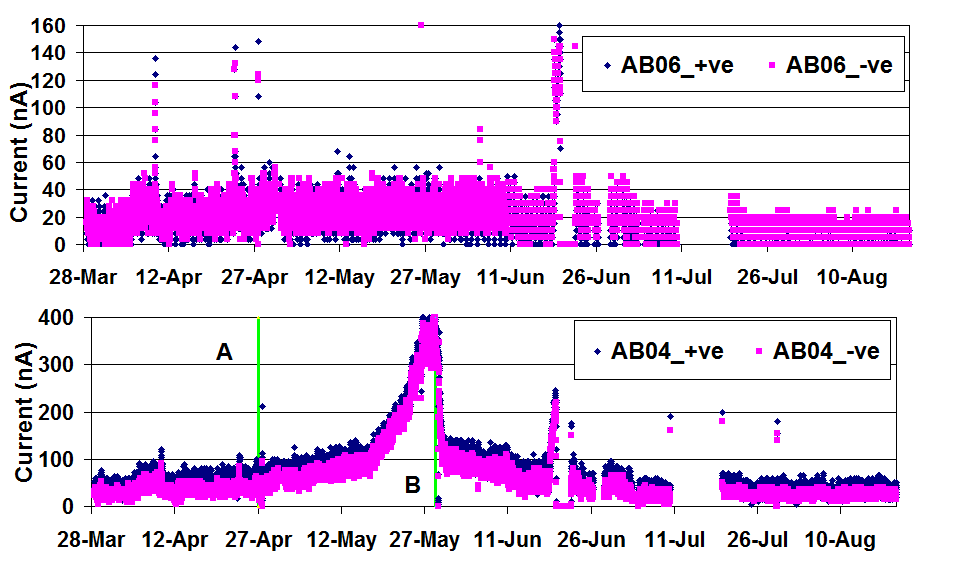 160
140
120
100
80
60
40
20
0
Current (nA)
AB06_+ve AB06_-ve
28-Mar 12-Apr 27-Apr 12-May 27-May 11-Jun 26-Jun 11-Jul 26-Jul 10-Aug
400
300
200
100
0
Current (nA)
A
B
AB04_+ve AB04_-ve
28-Mar 12-Apr 27-Apr 12-May 27-May 11-Jun 26-Jun 11-Jul 26-Jul 10-Aug